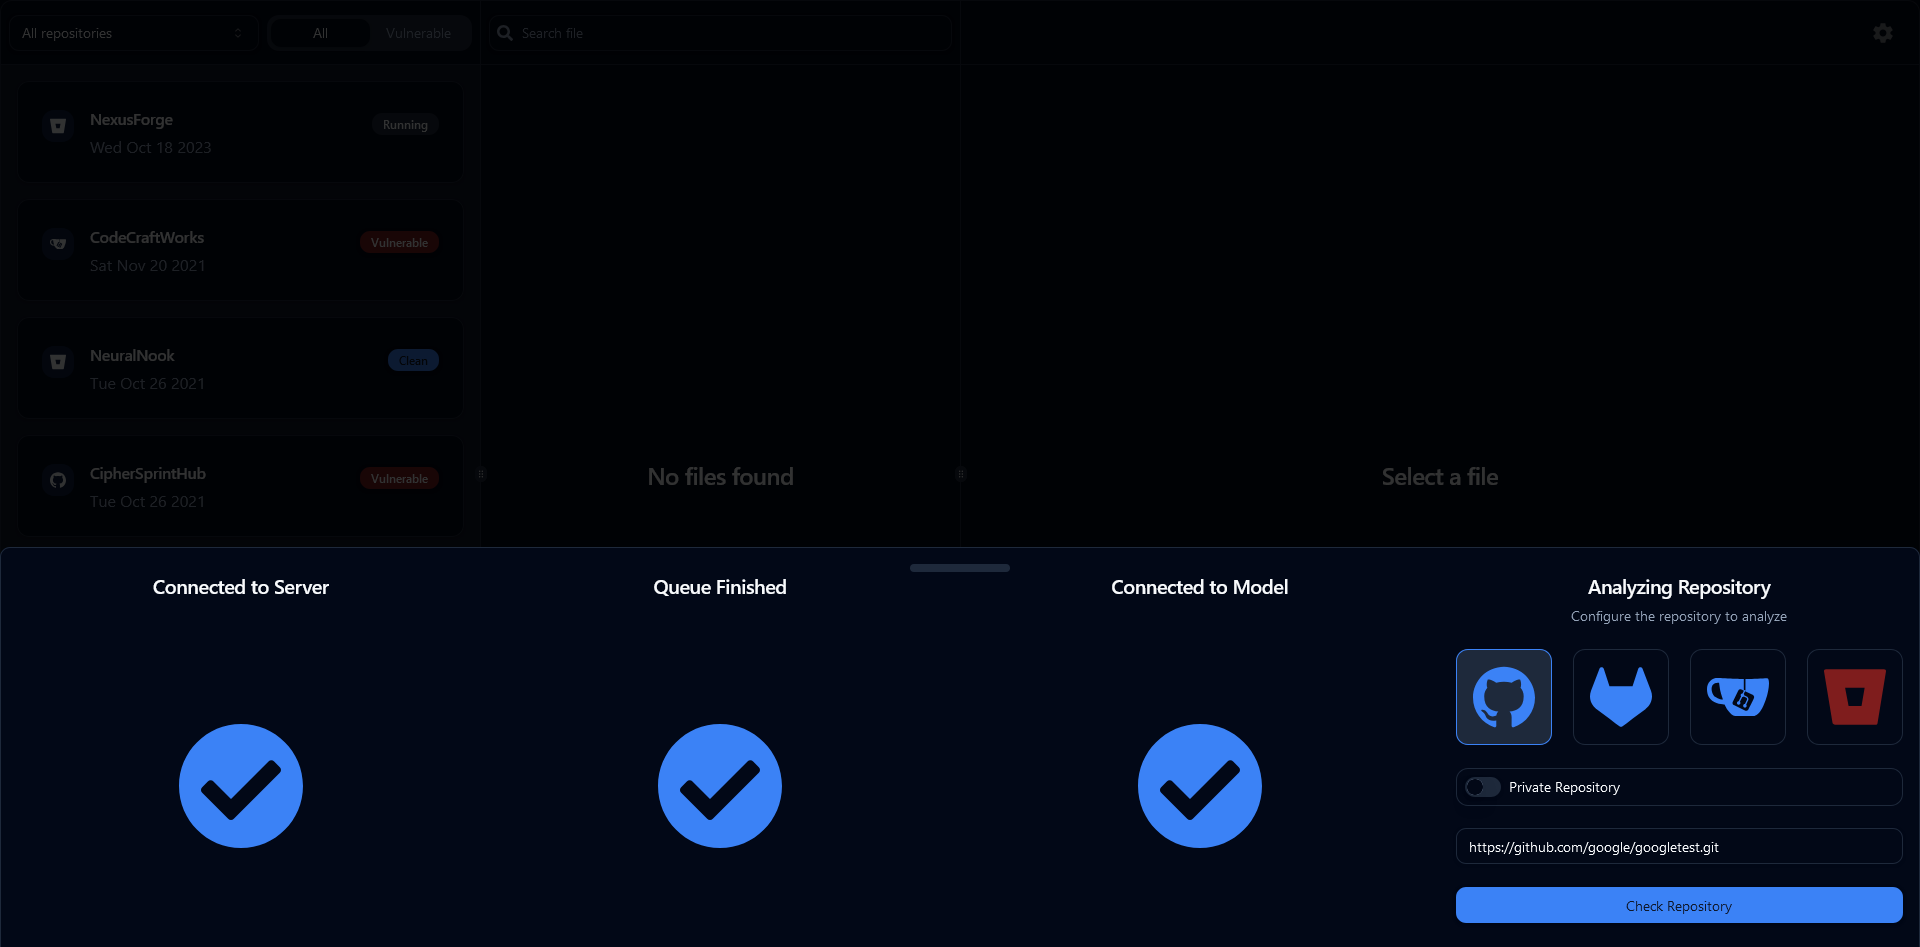 All repositories
All
Vulnerable
Search file
NexusForge
Running
Wed Oct 18 2023
CodeCraftWorks
Vulnerable
Sat Nov 20 2021
NeuralNook
Clean
Tue Oct 26 2021
CipherSprintHub
Vulnerable
Tue Oct 26 2021
No files found
Select a file
Connected to Server
Queue Finished
Connected to Model
Analyzing Repository
Configure the repository to analyze
Private Repository
https://github.com/google/googletest.git
Check Repository